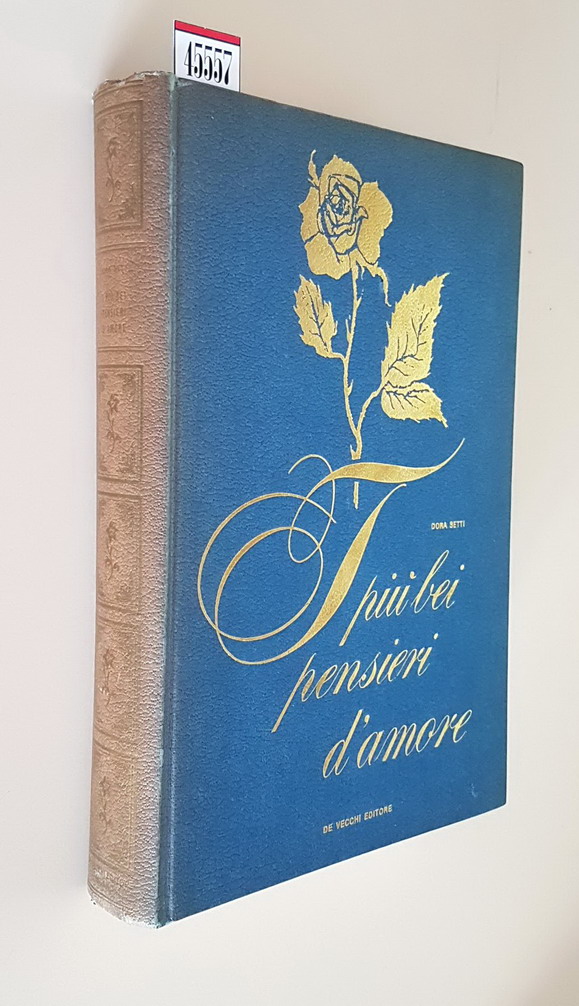 45557
DORA SETTI
I più bei
pensieri
d'amore
DE VECCHI EDITORE